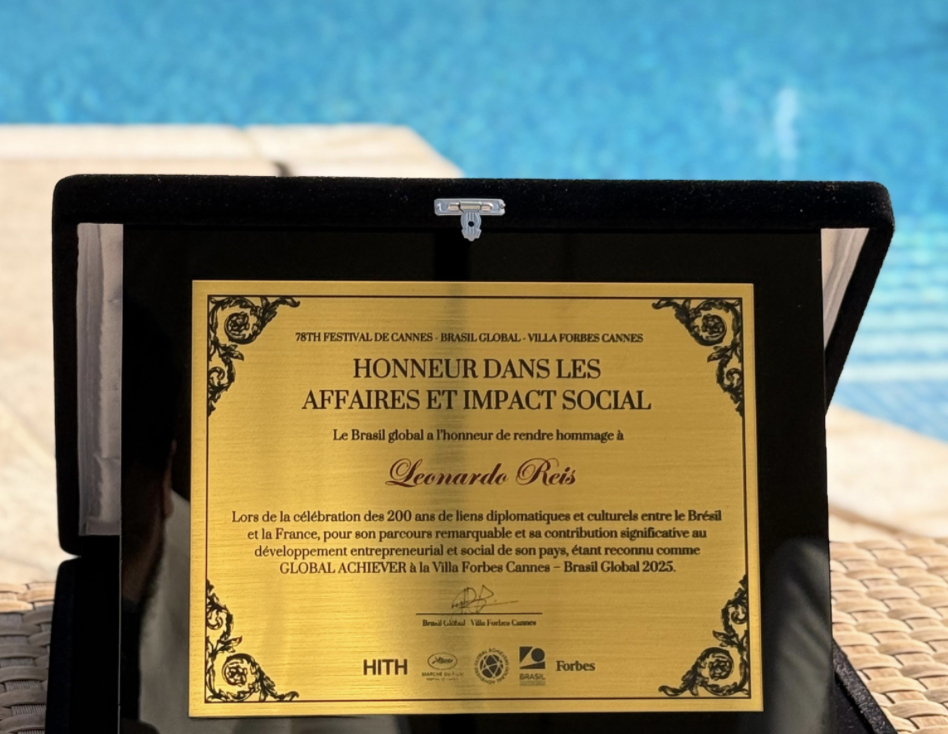 78TH FESTIVAL DE CANNES · BRASIL GLOBAL · VILLA FORBES CANNES
HONNEUR DANS LES
AFFAIRES ET IMPACT SOCIAL
Le Brasil global a l'honneur de rendre hommage à
Leonardo Reis
Lors de la célébration des 200 ans de liens diplomatiques et culturels entre le Brésil
et la France, pour son parcours remarquable et sa contribution significative au
développement entrepreneurial et social de son pays, étant reconnu comme
GLOBAL ACHIEVER à la Villa Forbes Cannes – Brasil Global 2025.
Brasil Global Villa Forbes Cannes
HITH
MARCHÉ DU FILM
BRASIL
Forbes